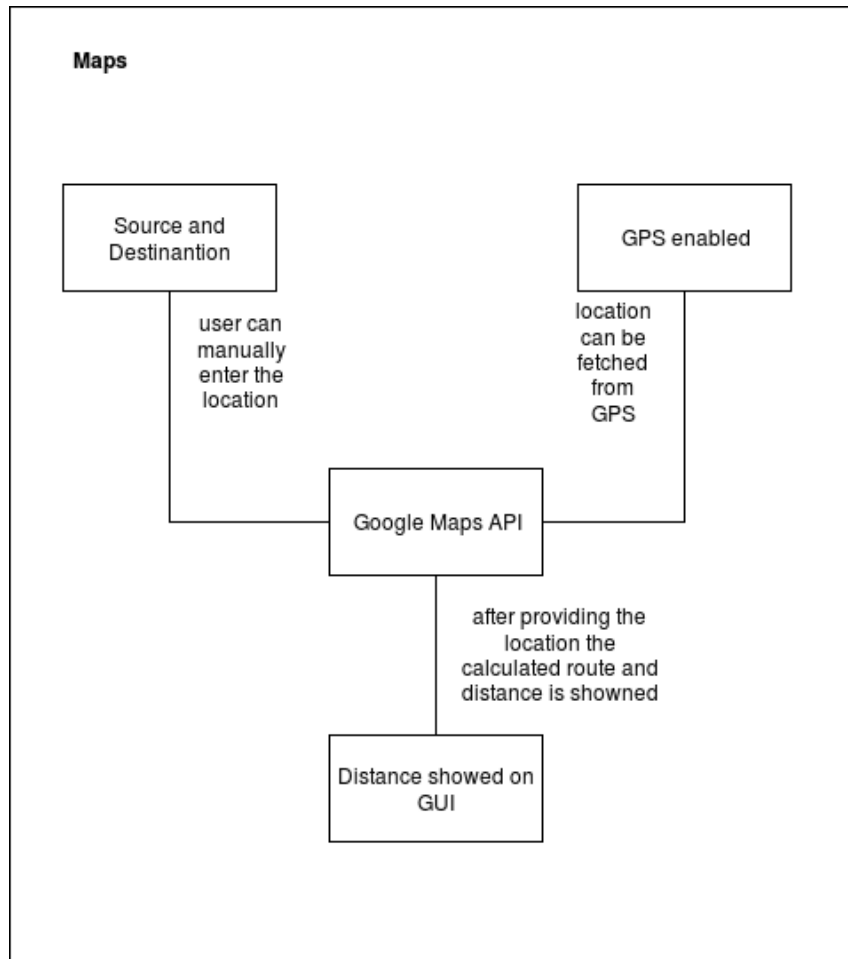 Maps
Source and
Destinantion
GPS enabled
user can
manually
enter the
location
location
can be
fetched
from
GPS
Google Maps API
after providing the
location the
calculated route and
distance is showned
Distance showed on
GUI